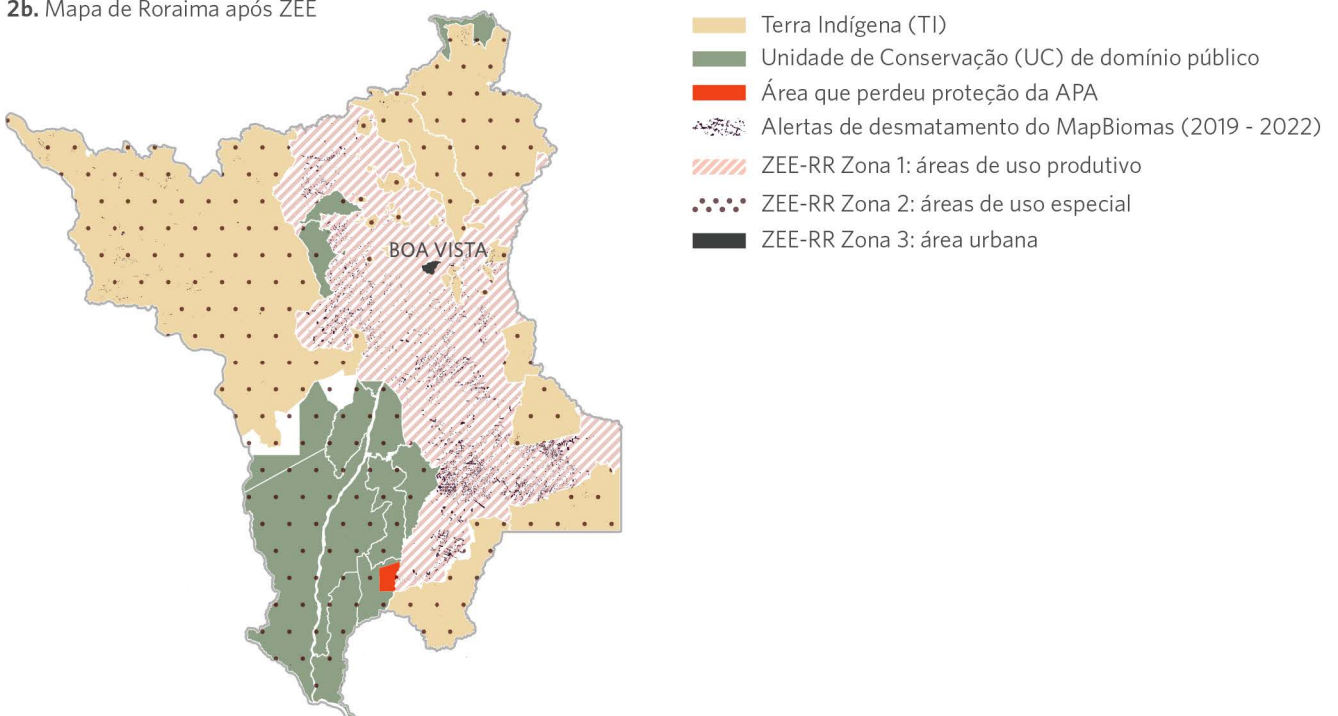 2b. Mapa de Roraima após ZEE
BOA VISTA
Terra Indígena (TI)
Unidade de Conservação (UC) de domínio público
Área que perdeu proteção da APA
Alertas de desmatamento do MapBiomas (2019 - 2022)
ZEE-RR Zona 1: áreas de uso produtivo
ZEE-RR Zona 2: áreas de uso especial
ZEE-RR Zona 3: área urbana